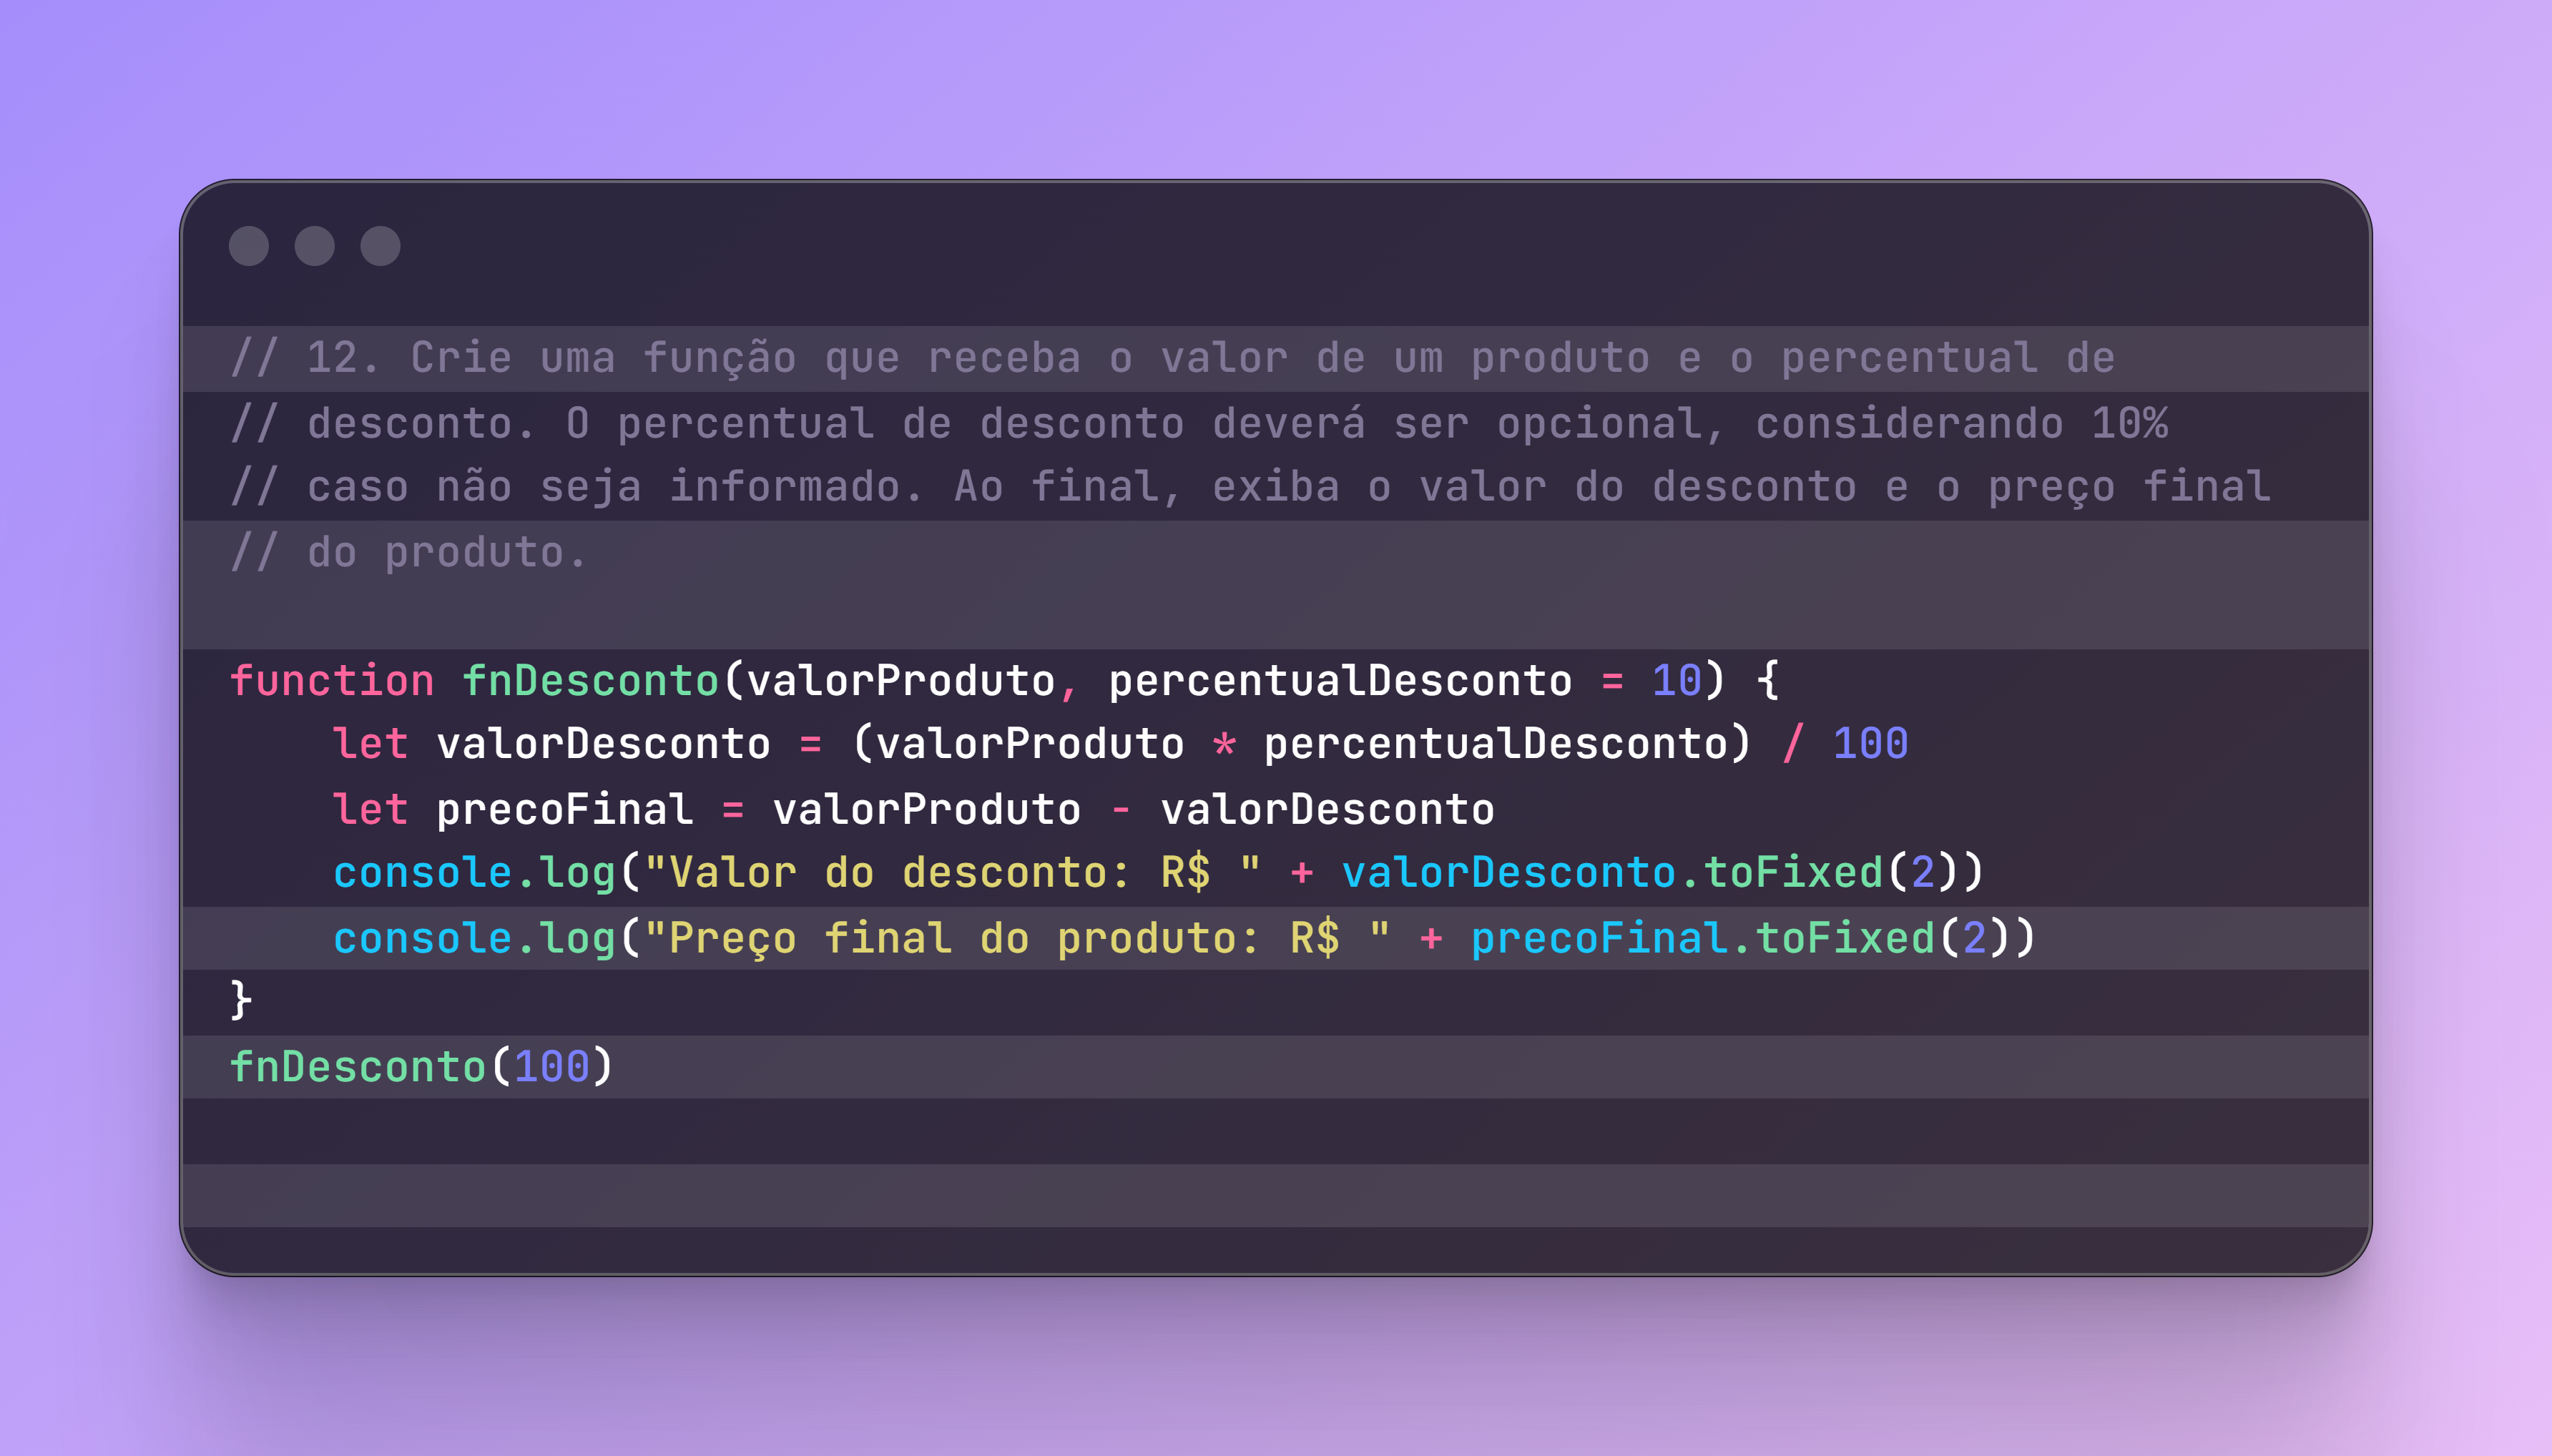 // 12. Crie uma função que receba o valor de um produto e o percentual de
// desconto. O percentual de desconto deverá ser opcional, considerando 10%
// caso não seja informado. Ao final, exiba o valor do desconto e o preço final
// do produto.

function fnDesconto(valorProduto, percentualDesconto = 10) {
    let valorDesconto = (valorProduto * percentualDesconto) / 100
    let precoFinal = valorProduto - valorDesconto
    console.log("Valor do desconto: R$ " + valorDesconto.toFixed(2))
    console.log("Preço final do produto: R$ " + precoFinal.toFixed(2))
}
fnDesconto(100)